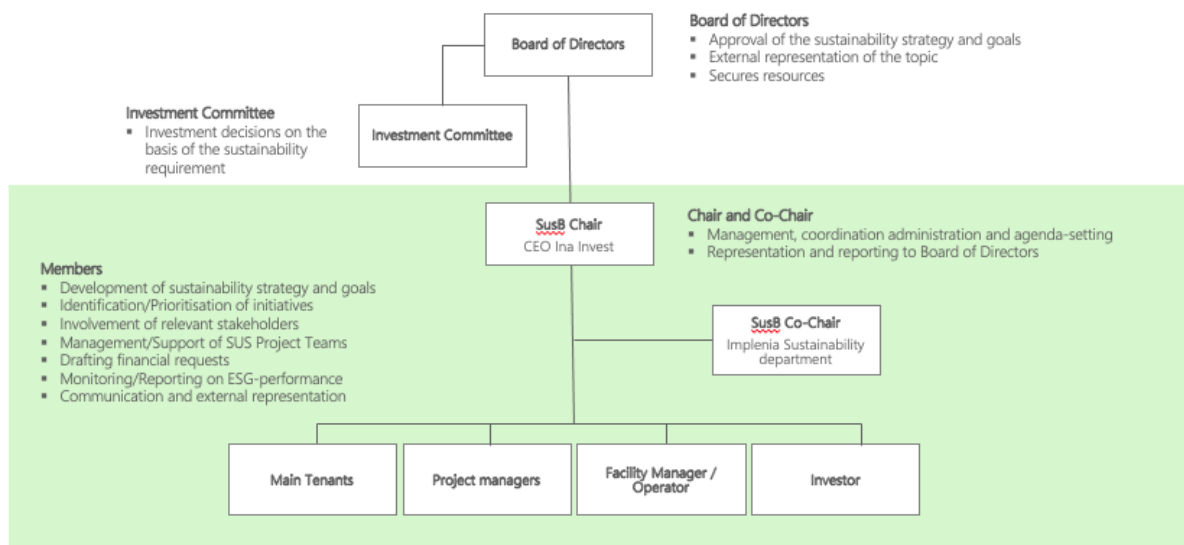 Board of Directors
Board of Directors
▪ Approval of the sustainability strategy and goals
▪ External representation of the topic
▪ Secures resources
Investment Committee
▪ Investment decisions on the
basis of the sustainability
requirement
Investment Committee
SusB Chair
CEO Ina Invest
Chair and Co-Chair
▪ Management, coordination administration and agenda-setting
▪ Representation and reporting to Board of Directors
Members
▪ Development of sustainability strategy and goals
▪ Identification/Prioritisation of initiatives
▪ Involvement of relevant stakeholders
▪ Management/Support of SUS Project Teams
▪ Drafting financial requests
▪ Monitoring/Reporting on ESG-performance
▪ Communication and external representation
SusB Co-Chair
Implenia Sustainability
department
Main Tenants
Project managers
Facility Manager /
Operator
Investor